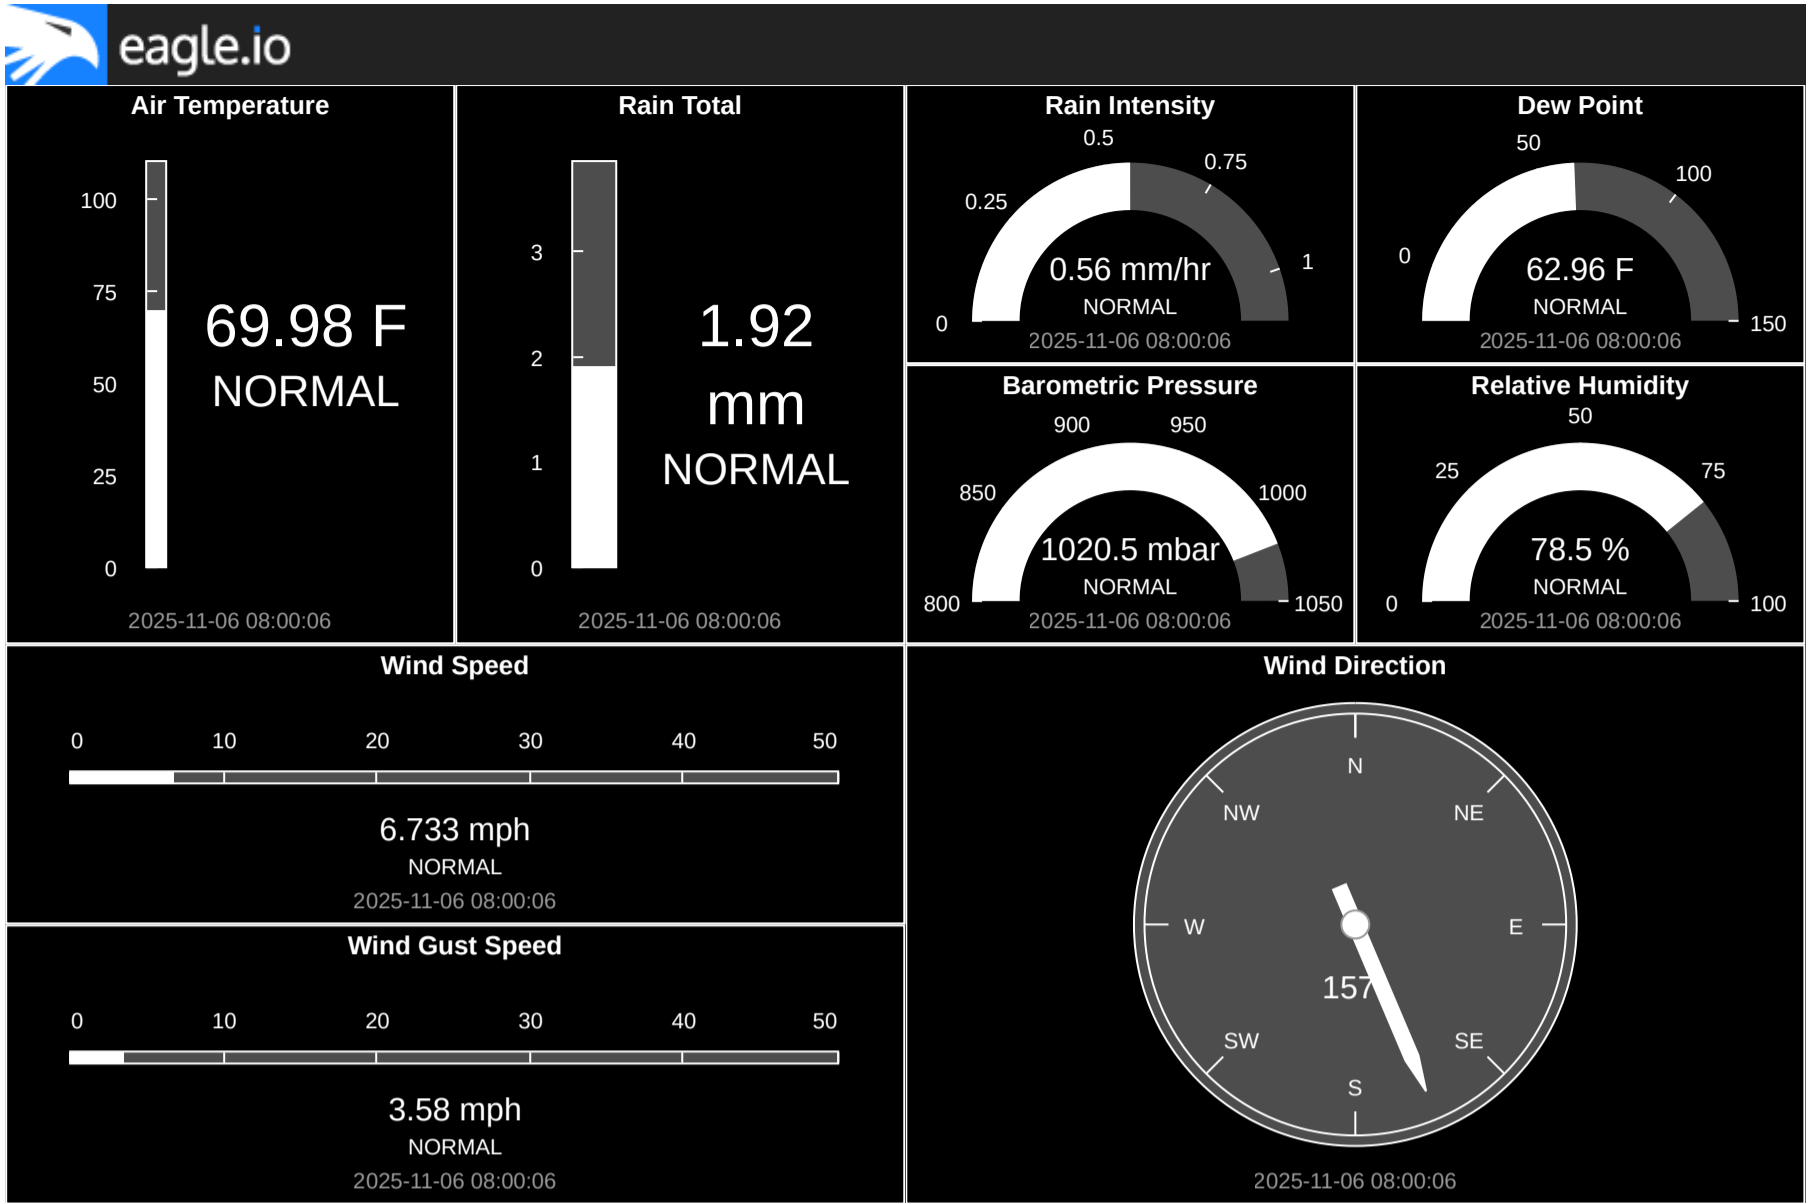 eagle.io
Air Temperature
100
75
50
25
0
69.98 F
NORMAL
2025-11-06 08:00:06
Rain Total
3
2
1
0
1.92
mm
NORMAL
2025-11-06 08:00:06
Rain Intensity
0
0.25
0.5
0.75
1
0.56 mm/hr
NORMAL
2025-11-06 08:00:06
Dew Point
0
50
100
150
62.96 F
NORMAL
2025-11-06 08:00:06
Barometric Pressure
800
850
900
950
1000
1050
1020.5 mbar
NORMAL
2025-11-06 08:00:06
Relative Humidity
0
25
50
75
100
78.5 %
NORMAL
2025-11-06 08:00:06
Wind Speed
0 10 20 30 40 50
6.733 mph
NORMAL
2025-11-06 08:00:06
Wind Gust Speed
0 10 20 30 40 50
3.58 mph
NORMAL
2025-11-06 08:00:06
Wind Direction
N
NW NE
W E
157
SW SE
S
2025-11-06 08:00:06